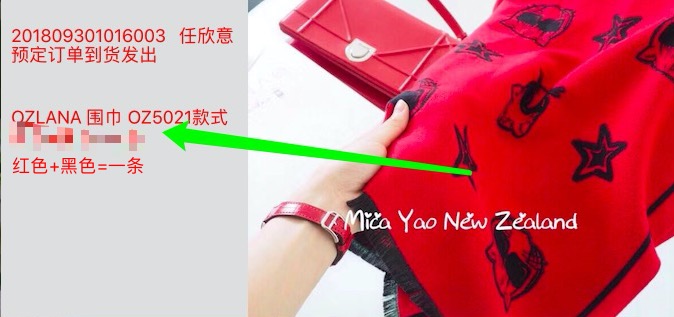 201809301016003 任欣意
预定订单到货发出
OZLANA 围巾 OZ5021款式
红色+黑色=一条
Mica Yao New Zealand